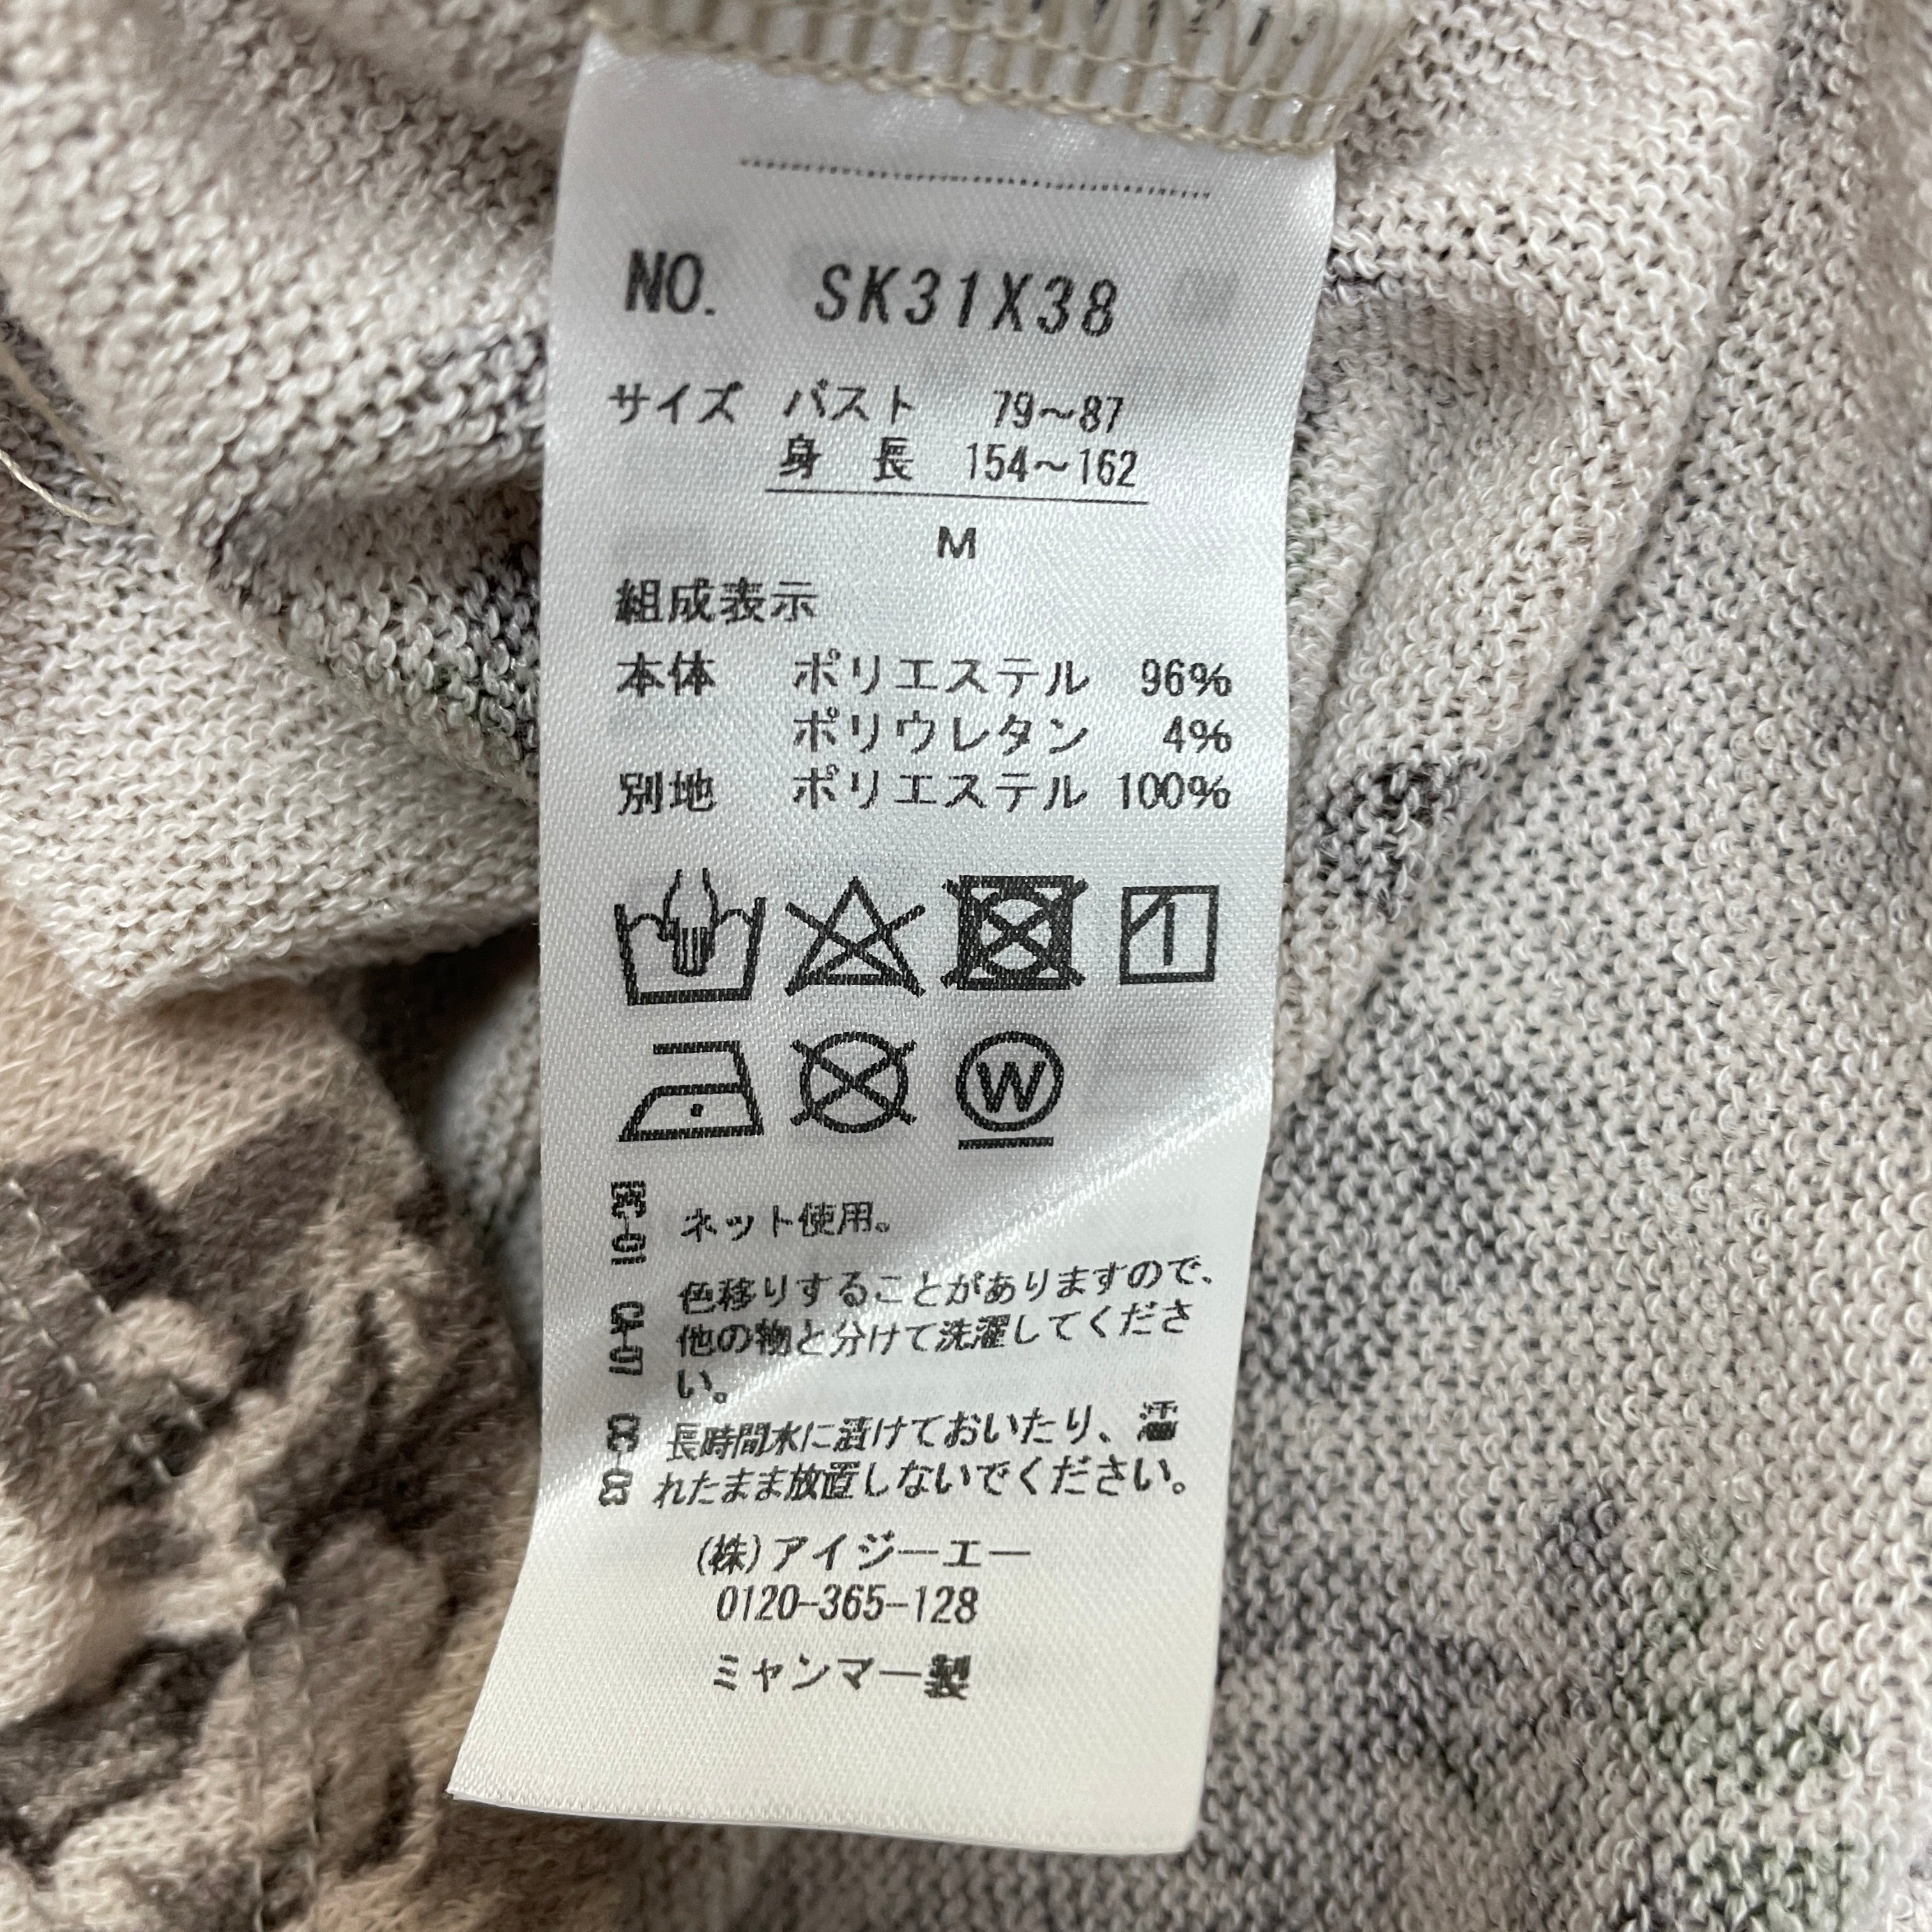 NO. SK31X38
サイズ バスト 79~87
身 長 154~162
M
組成表示
本体 ポリエステル 96%
ポリウレタン 4%
別地 ポリエステル 100%
1
W
ネット使用。
色移りすることがありますので、
他の物と分けて洗濯してくださ
い。
長時間水に漬けておいたり、濡
れたまま放置しないでください。
(株)アイジーエー
0120-365-128
ミャンマー製